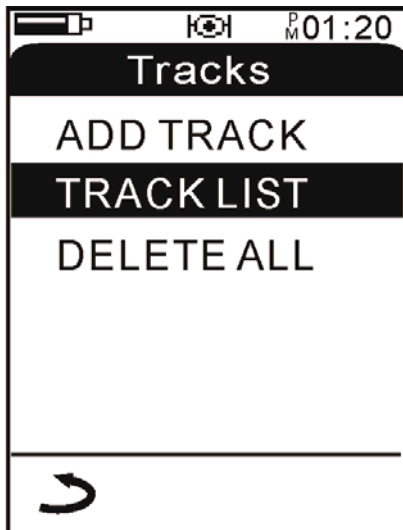 PM01:20
Tracks
ADD TRACK
TRACK LIST
DELETE ALL